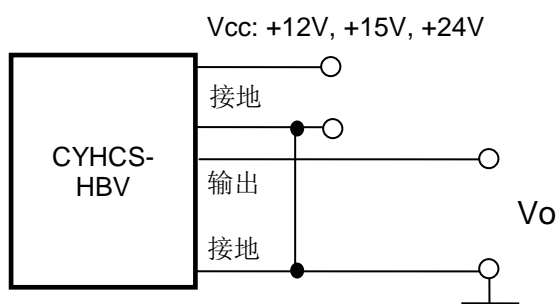 Vcc: +12V, +15V, +24V
接地
CYHCS-
HBV
输出
Vo
接地